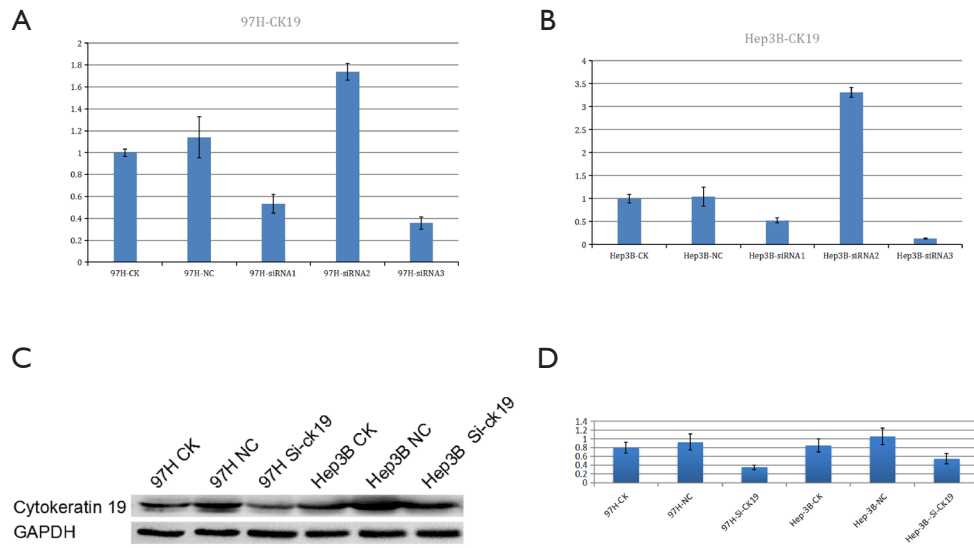 A
97H-CK19
2
1.8
1.6
1.4
1.2
1
0.8
0.6
0.4
0.2
0
97H-CK 97H-NC 97H-siRNA1 97H-siRNA2 97H-siRNA3
B
Hep3B-CK19
4
3.5
3
2.5
2
1.5
1
0.5
0
Hep3B-CK Hep3B-NC Hep3B-siRNA1 Hep3B-siRNA2 Hep3B-siRNA3
C
97H CK 97H NC 97H Si-ck19 Hep3B CK Hep3B NC Hep3B Si-ck19
Cytokeratin 19
GAPDH
D
1.4
1.2
1
0.8
0.6
0.4
0.2
0
97H-CK 97H-NC 97H-Si-CK19 Hep-3B-CK Hep-3B-NC Hep-3B--Si-CK19